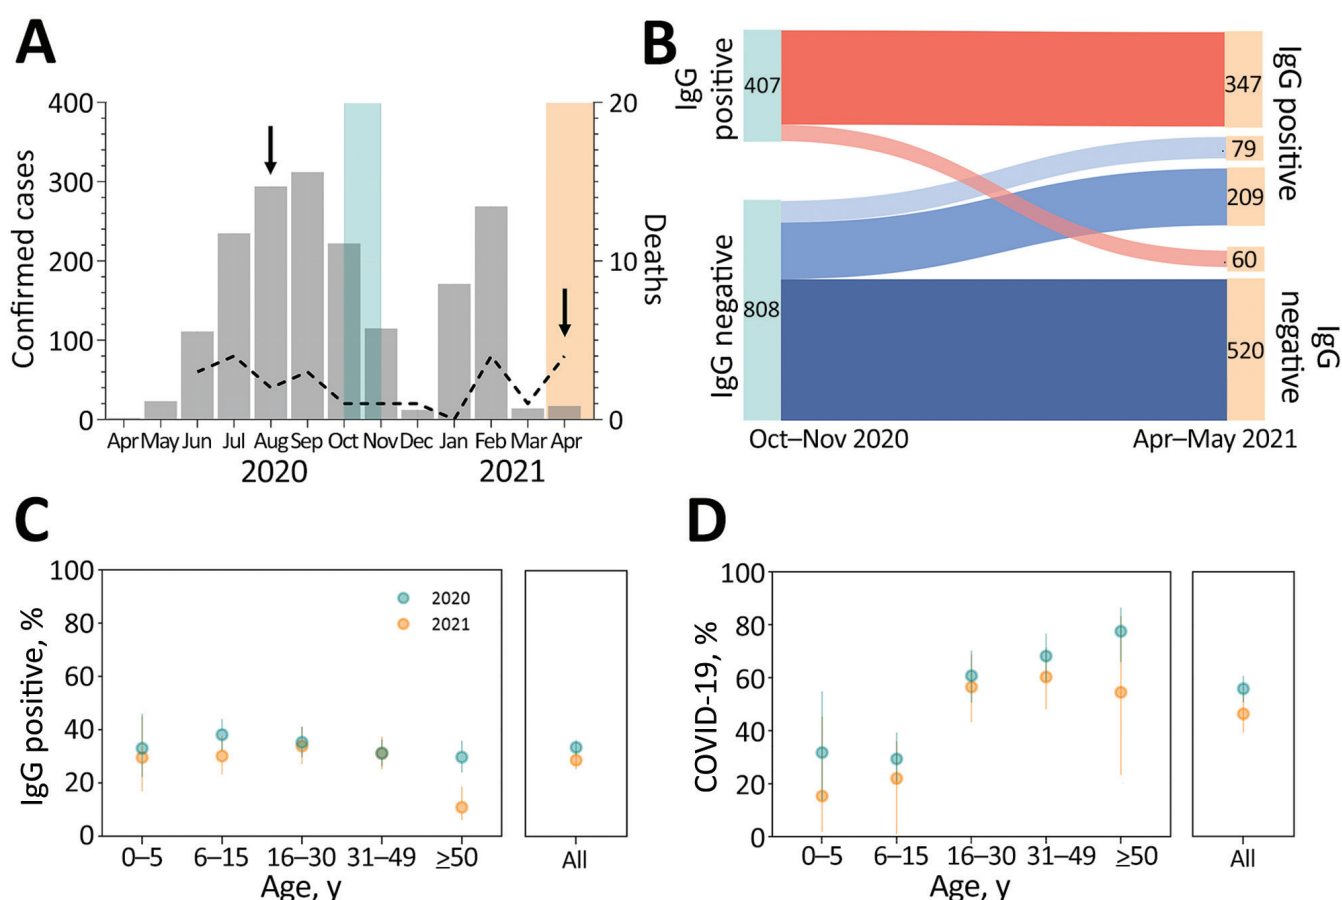 A
400
300
200
100
0
Confirmed cases
20
10
0
Deaths
Apr May Jun Jul Aug Sep Oct Nov Dec Jan Feb Mar Apr
2020 2021
B
IgG
positive
407
IgG negative
808
347
79
209
60
520
IgG positive
IgG
negative
Oct–Nov 2020
Apr–May 2021
C
100
80
60
40
20
0
IgG positive, %
2020
2021
0–5 6–15 16–30 31–49 ≥50
All
Age, y
D
100
80
60
40
20
0
COVID-19, %
0–5 6–15 16–30 31–49 ≥50
All
Age, y